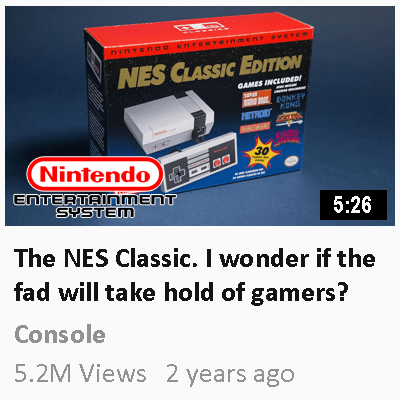 NINTENDO ENTERTAINMENT SYSTEM
NES CLASSIC EDITION
GAMES INCLUDED!
SUPER
MARIO BROS.
DONKEY
KONG
METROID
30
Nintendo
ENTERTAINMENT
SYSTEM
5:26
The NES Classic. I wonder if the
fad will take hold of gamers?
Console
5.2M Views 2 years ago